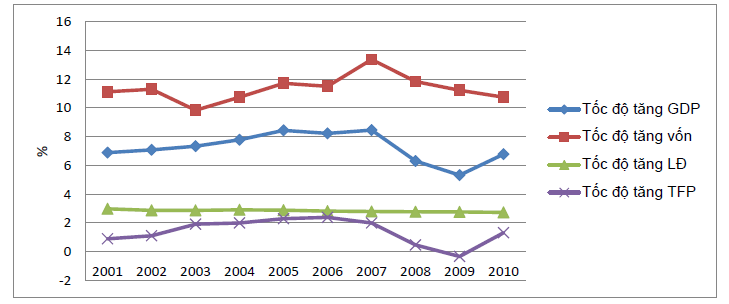 16
14
12
10
8
6
4
2
0
-2
%
2001 2002 2003 2004 2005 2006 2007 2008 2009 2010
Tốc độ tăng GDP
Tốc độ tăng vốn
Tốc độ tăng LĐ
Tốc độ tăng TFP